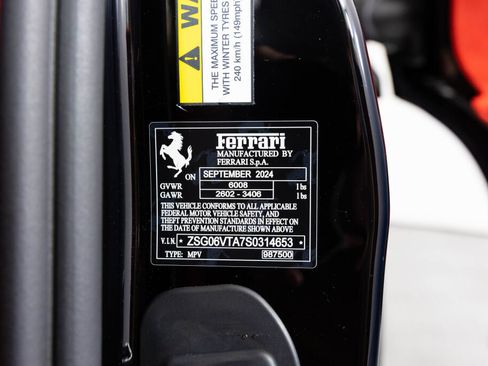 WA
THE MAXIMUM SPEED
WITH WINTER TYRES
240 km/h (149mph
Ferrari
MANUFACTURED BY
FERRARI S.p.A.
ON SEPTEMBER 2024
GVWR 6008 lbs
GAWR 2602 - 3406 lbs
THIS VEHICLE CONFORMS TO ALL APPLICABLE
FEDERAL MOTOR VEHICLE SAFETY, AND
THEFT PREVENTION STANDARDS IN EFFECT ON
THE DATE OF MANUFACTURE SHOWN ABOVE
V.I.N. * ZSG06VTA7S0314653 *
TYPE: MPV 987500